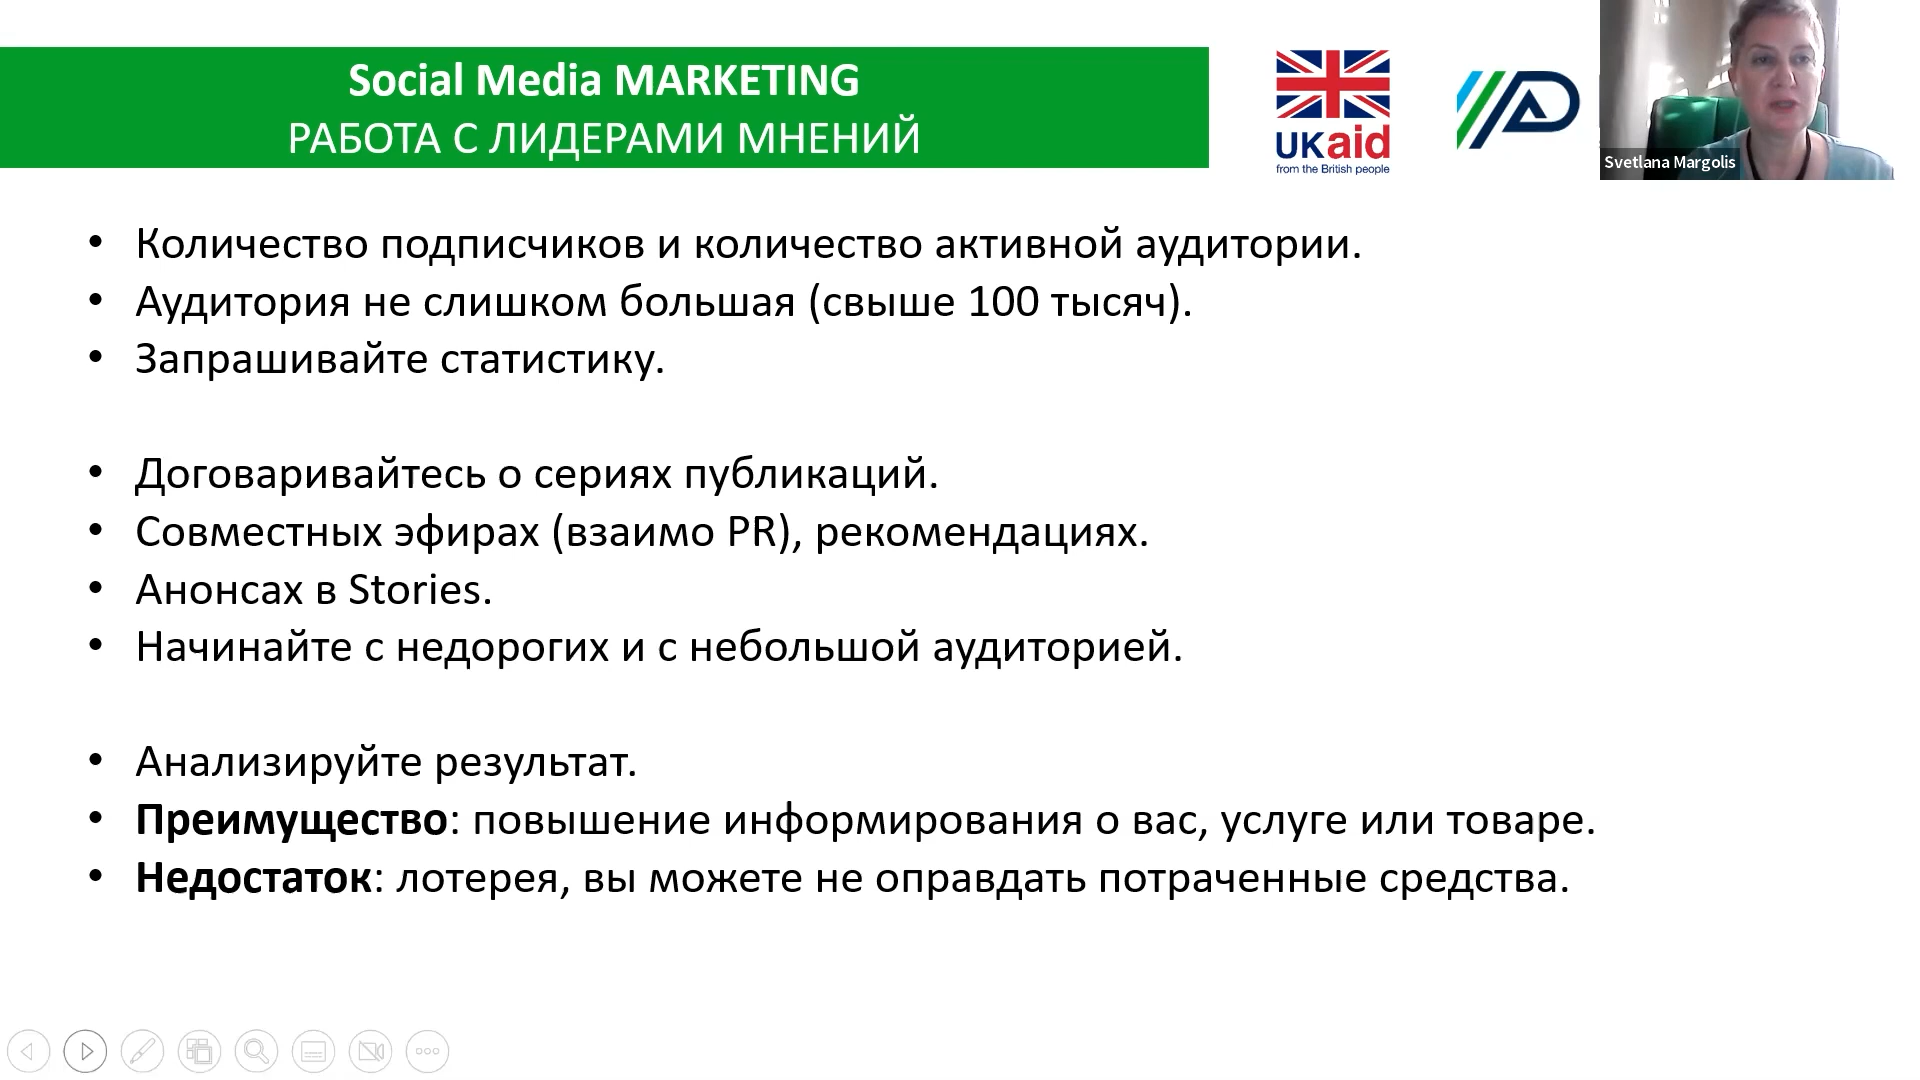 Social Media MARKETING
РАБОТА С ЛИДЕРАМИ МНЕНИЙ
UKaid
from the British people
Svetlana Margolis
• Количество подписчиков и количество активной аудитории.
• Аудитория не слишком большая (свыше 100 тысяч).
• Запрашивайте статистику.
• Договаривайтесь о сериях публикаций.
• Совместных эфирах (взаимо PR), рекомендациях.
• Анонсах в Stories.
• Начинайте с недорогих и с небольшой аудиторией.
• Анализируйте результат.
• Преимущество: повышение информирования о вас, услуге или товаре.
• Недостаток: лотерея, вы можете не оправдать потраченные средства.